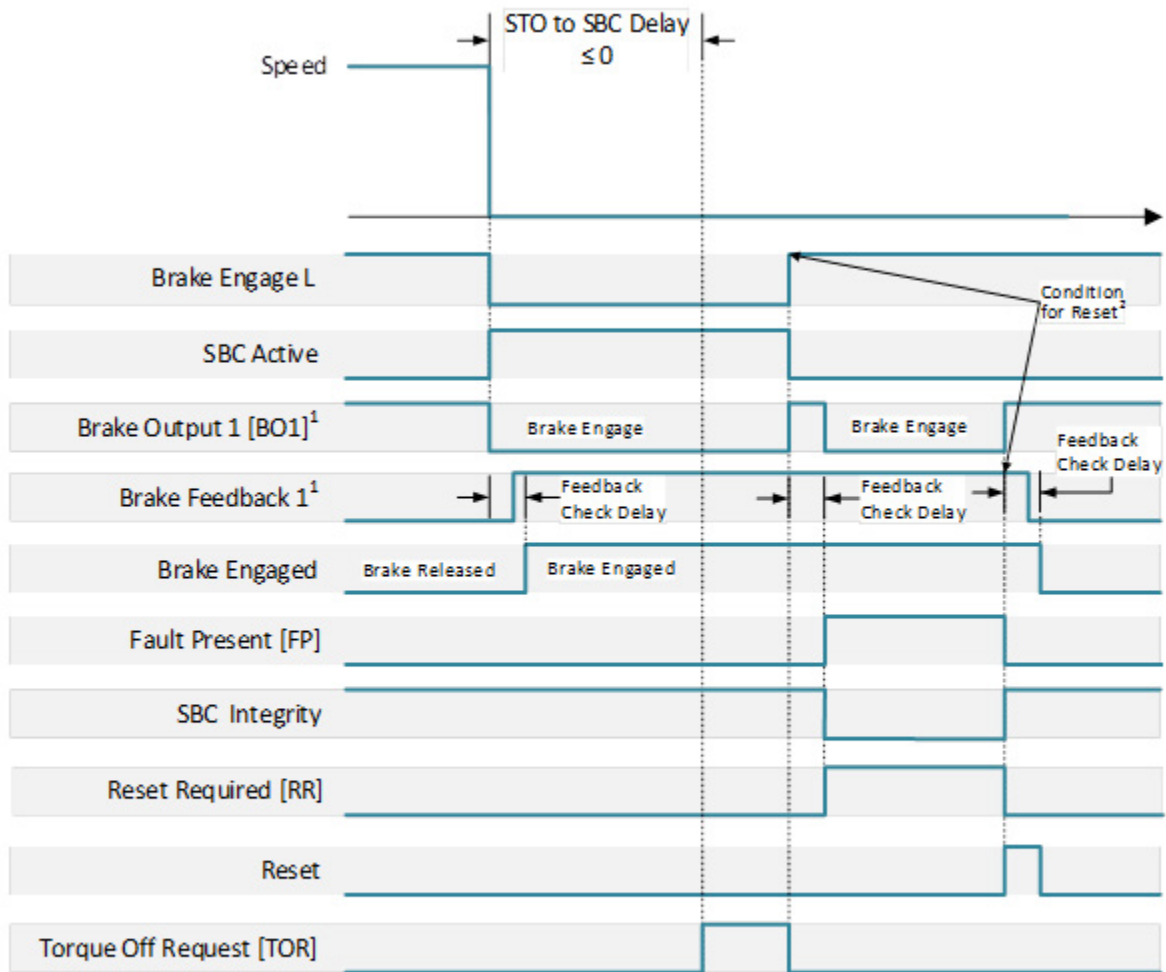 STO to SBC Delay
≤ 0
Speed
Brake Engage L
Condition
for Reset²
SBC Active
Brake Output 1 [BO1]¹
Brake Engage
Brake Engage
Feedback
Check Delay
Brake Feedback 1¹
Feedback
Check Delay
Feedback
Check Delay
Brake Engaged
Brake Released
Brake Engaged
Fault Present [FP]
SBC Integrity
Reset Required [RR]
Reset
Torque Off Request [TOR]